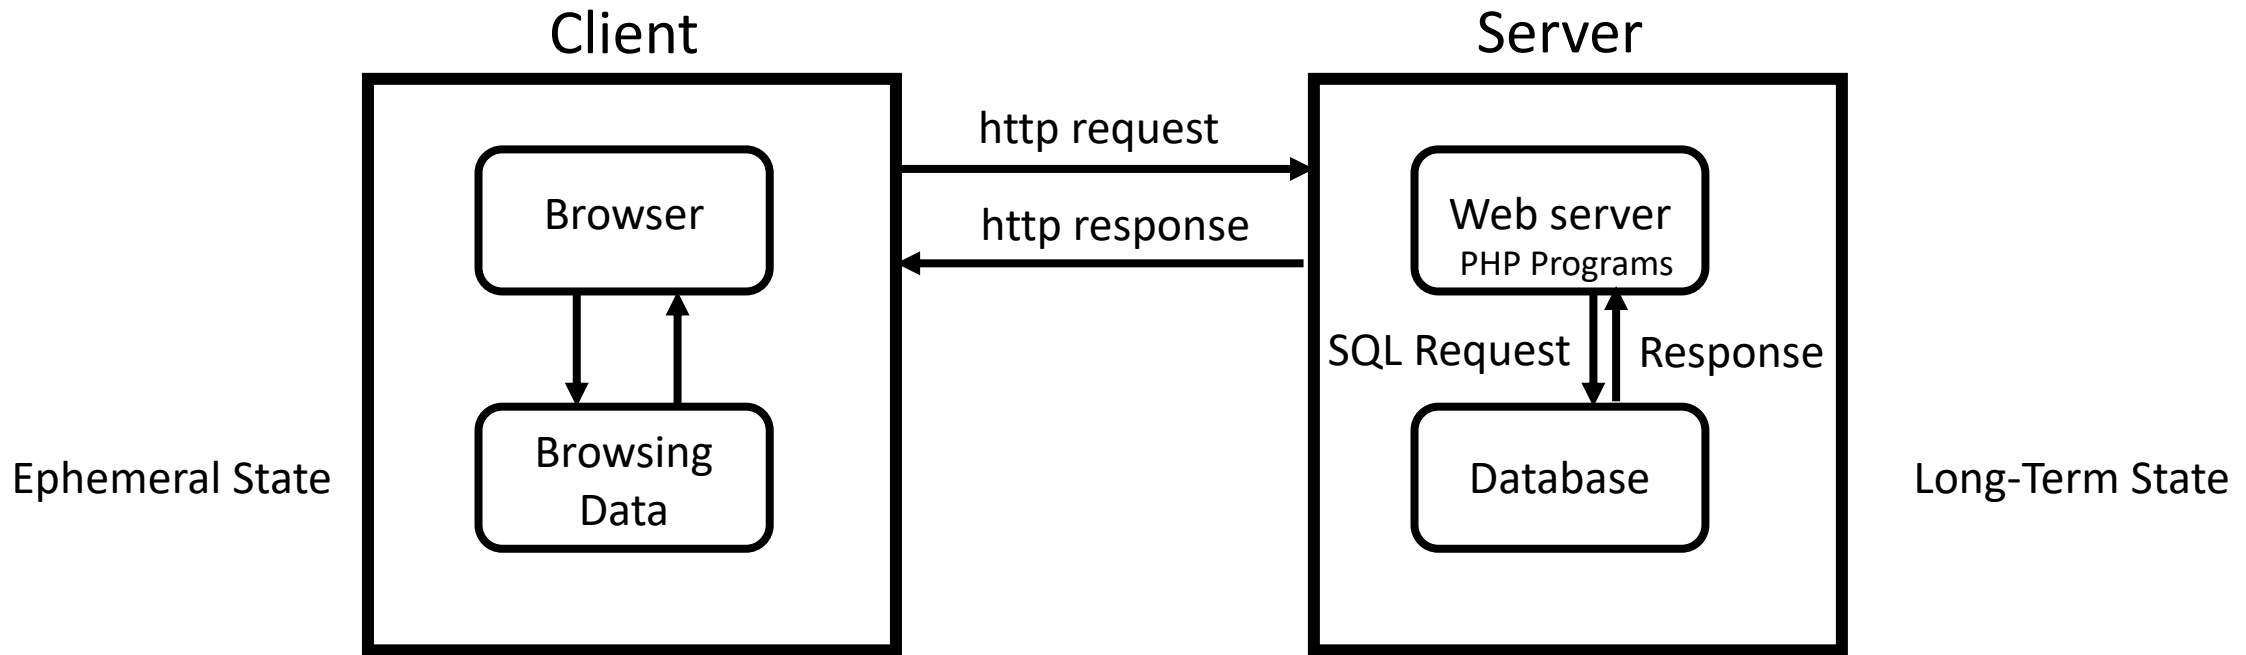 Client
Server
http request
Browser
http response
Web server
PHP Programs
SQL Request
Response
Browsing
Data
Ephemeral State
Database
Long-Term State